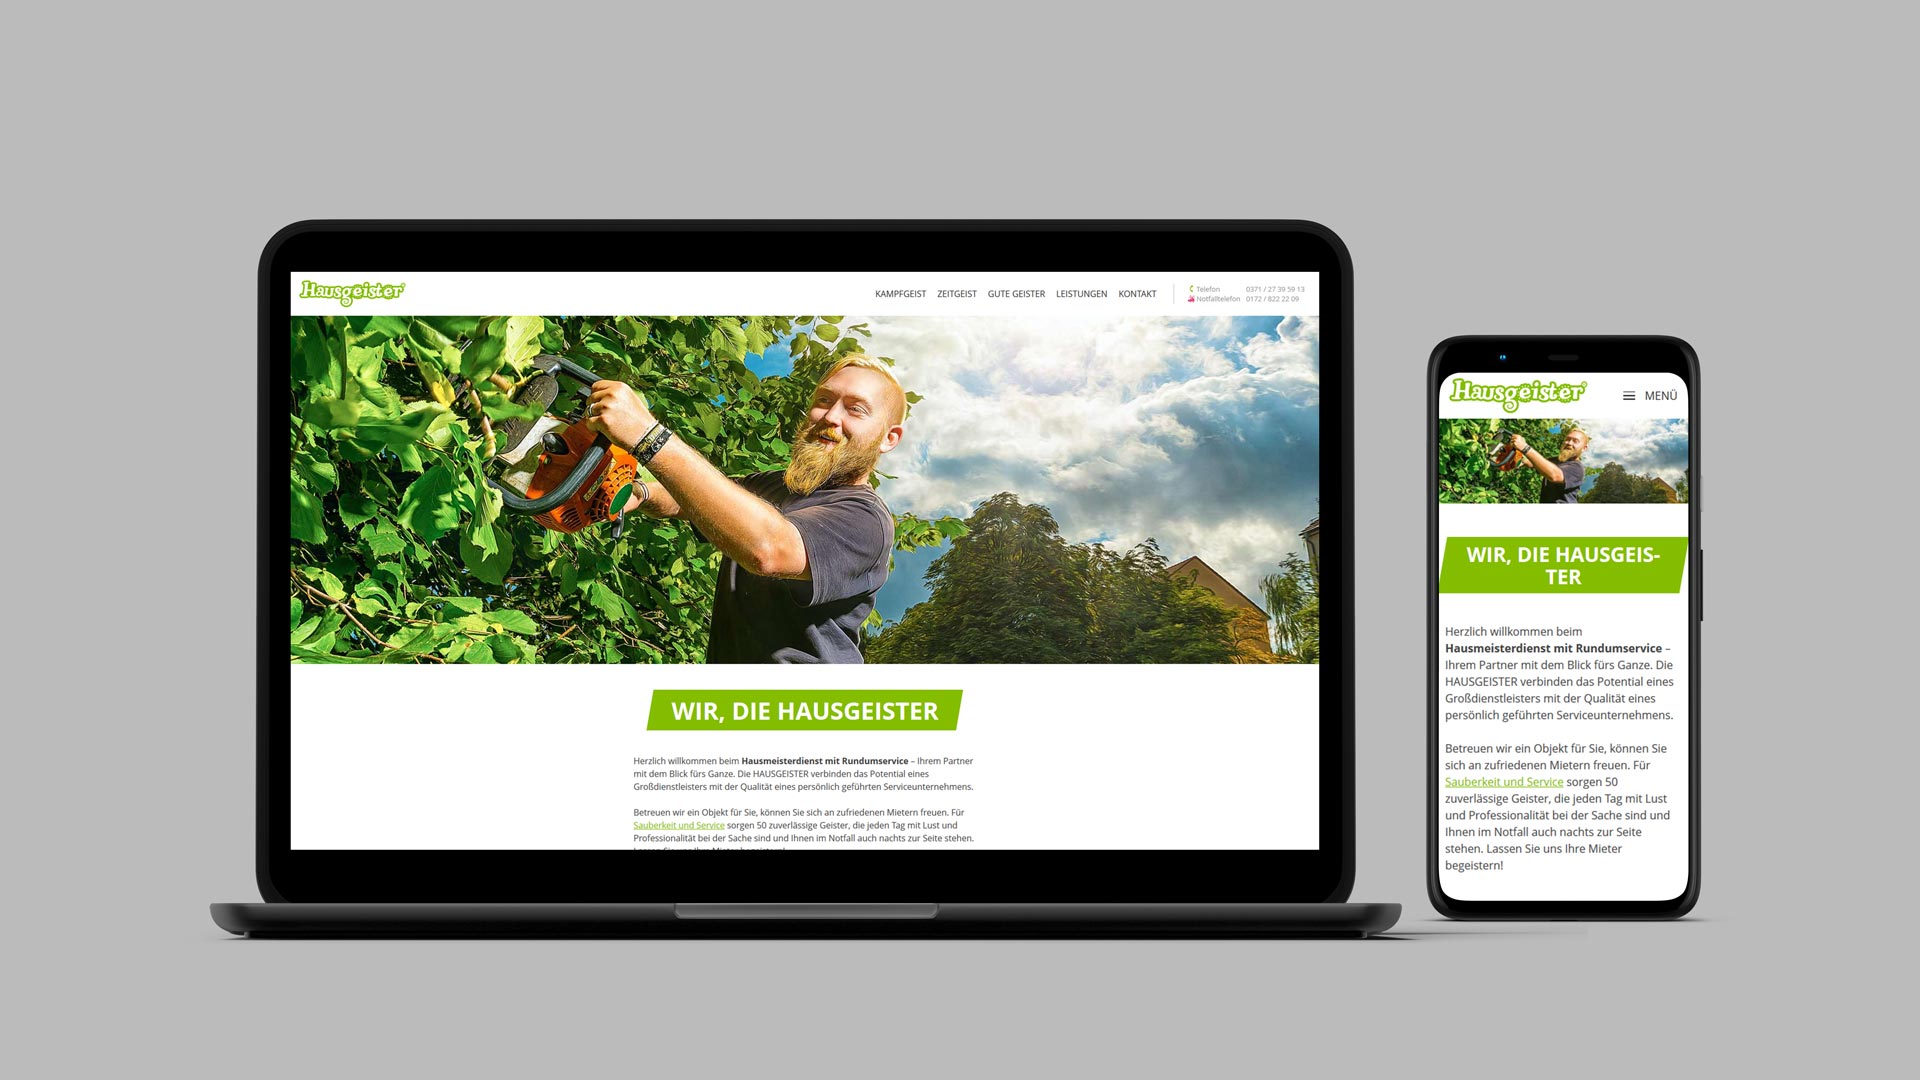 Hausgeister
KAMPFGEIST ZEITGEIST GUTE GEISTER LEISTUNGEN KONTAKT
Telefon 0371 / 27 39 59 13
Notfalltelefon 0172 / 822 22 09
WIR, DIE HAUSGEISTER
Herzlich willkommen beim Hausmeisterdienst mit Rundumservice – Ihrem Partner
mit dem Blick fürs Ganze. Die HAUSGEISTER verbinden das Potential eines
Großdienstleisters mit der Qualität eines persönlich geführten Serviceunternehmens.
Betreuen wir ein Objekt für Sie, können Sie sich an zufriedenen Mietern freuen. Für
Sauberkeit und Service sorgen 50 zuverlässige Geister, die jeden Tag mit Lust und
Professionalität bei der Sache sind und Ihnen im Notfall auch nachts zur Seite stehen.
Lassen Sie uns Ihre Mieter begeistern!
Hausgeister
MENÜ
WIR, DIE HAUSGEIS-
TER
Herzlich willkommen beim
Hausmeisterdienst mit Rundumservice –
Ihrem Partner mit dem Blick fürs Ganze. Die
HAUSGEISTER verbinden das Potential eines
Großdienstleisters mit der Qualität eines
persönlich geführten Serviceunternehmens.
Betreuen wir ein Objekt für Sie, können Sie
sich an zufriedenen Mietern freuen. Für
Sauberkeit und Service sorgen 50
zuverlässige Geister, die jeden Tag mit Lust
und Professionalität bei der Sache sind und
Ihnen im Notfall auch nachts zur Seite
stehen. Lassen Sie uns Ihre Mieter
begeistern!